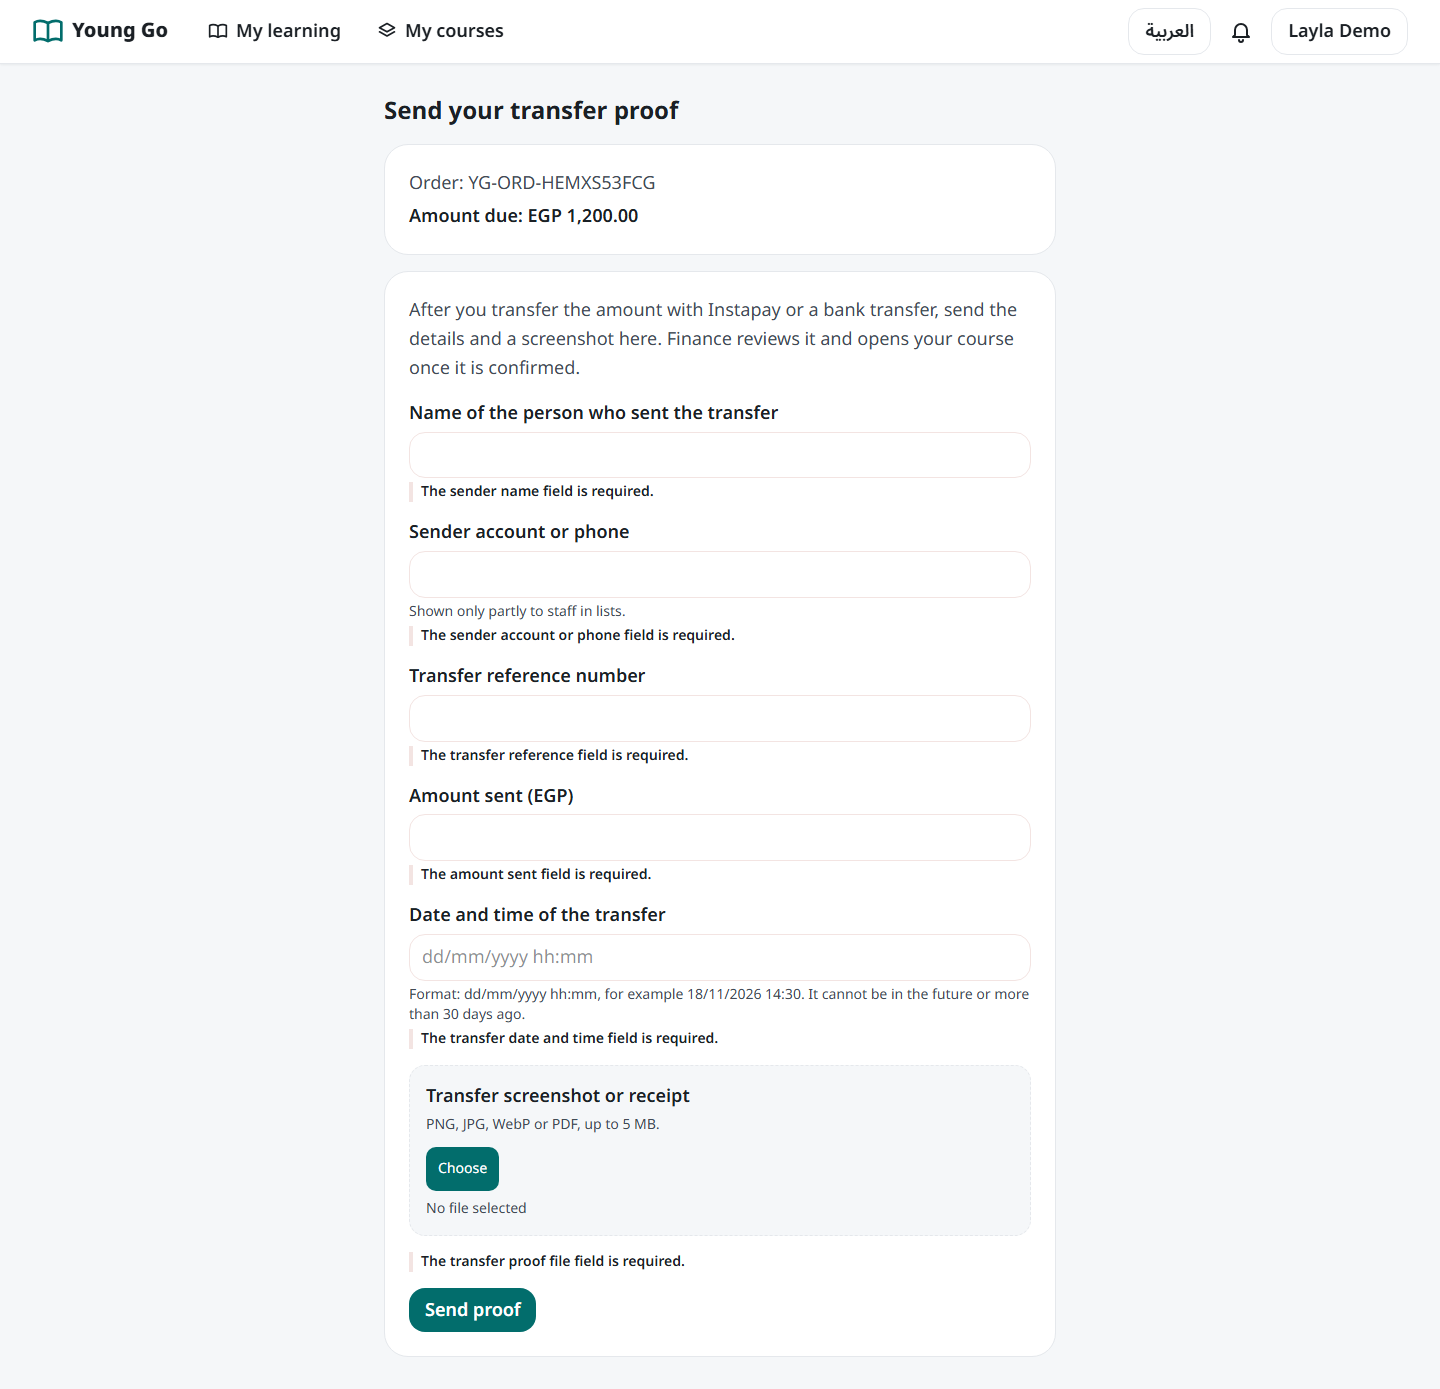 Young Go
My learning
My courses
العربية
Layla Demo
Send your transfer proof
Order: YG-ORD-HEMXS53FCG
Amount due: EGP 1,200.00
After you transfer the amount with Instapay or a bank transfer, send the
details and a screenshot here. Finance reviews it and opens your course
once it is confirmed.
Name of the person who sent the transfer
The sender name field is required.
Sender account or phone
Shown only partly to staff in lists.
The sender account or phone field is required.
Transfer reference number
The transfer reference field is required.
Amount sent (EGP)
The amount sent field is required.
Date and time of the transfer
dd/mm/yyyy hh:mm
Format: dd/mm/yyyy hh:mm, for example 18/11/2026 14:30. It cannot be in the future or more
than 30 days ago.
The transfer date and time field is required.
Transfer screenshot or receipt
PNG, JPG, WebP or PDF, up to 5 MB.
Choose
No file selected
The transfer proof file field is required.
Send proof